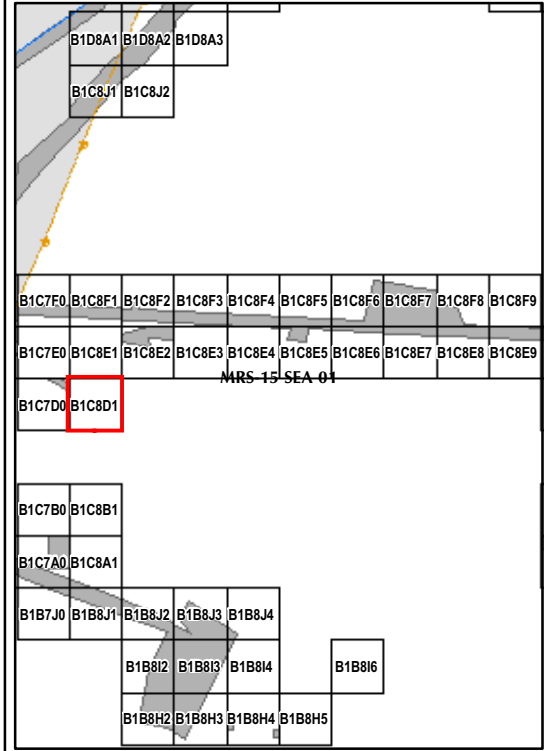 B1D8A1 B1D8A2 B1D8A3
B1C8J1 B1C8J2
B1C7F0 B1C8F1 B1C8F2 B1C8F3 B1C8F4 B1C8F5 B1C8F6 B1C8F7 B1C8F8 B1C8F9
B1C7E0 B1C8E1 B1C8E2 B1C8E3 B1C8E4 B1C8E5 B1C8E6 B1C8E7 B1C8E8 B1C8E9
MRS-15 SEA 01
B1C7D0 B1C8D1
B1C7B0 B1C8B1
B1C7A0 B1C8A1
B1B7J0 B1B8J1 B1B8J2 B1B8J3 B1B8J4
B1B8I2 B1B8I3 B1B8I4 B1B8I6
B1B8H2 B1B8H3 B1B8H4 B1B8H5